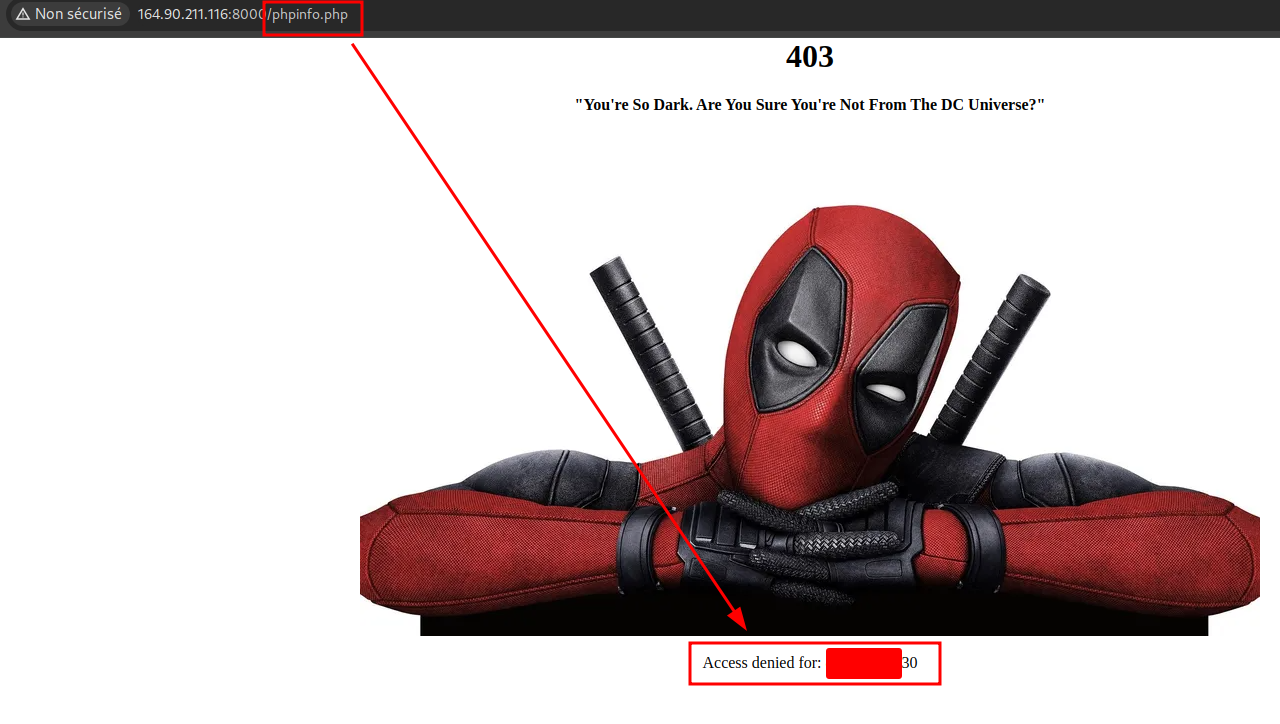 Non sécurisé 164.90.211.116:8000/phpinfo.php
403
"You're So Dark. Are You Sure You're Not From The DC Universe?"
Access denied for: 30